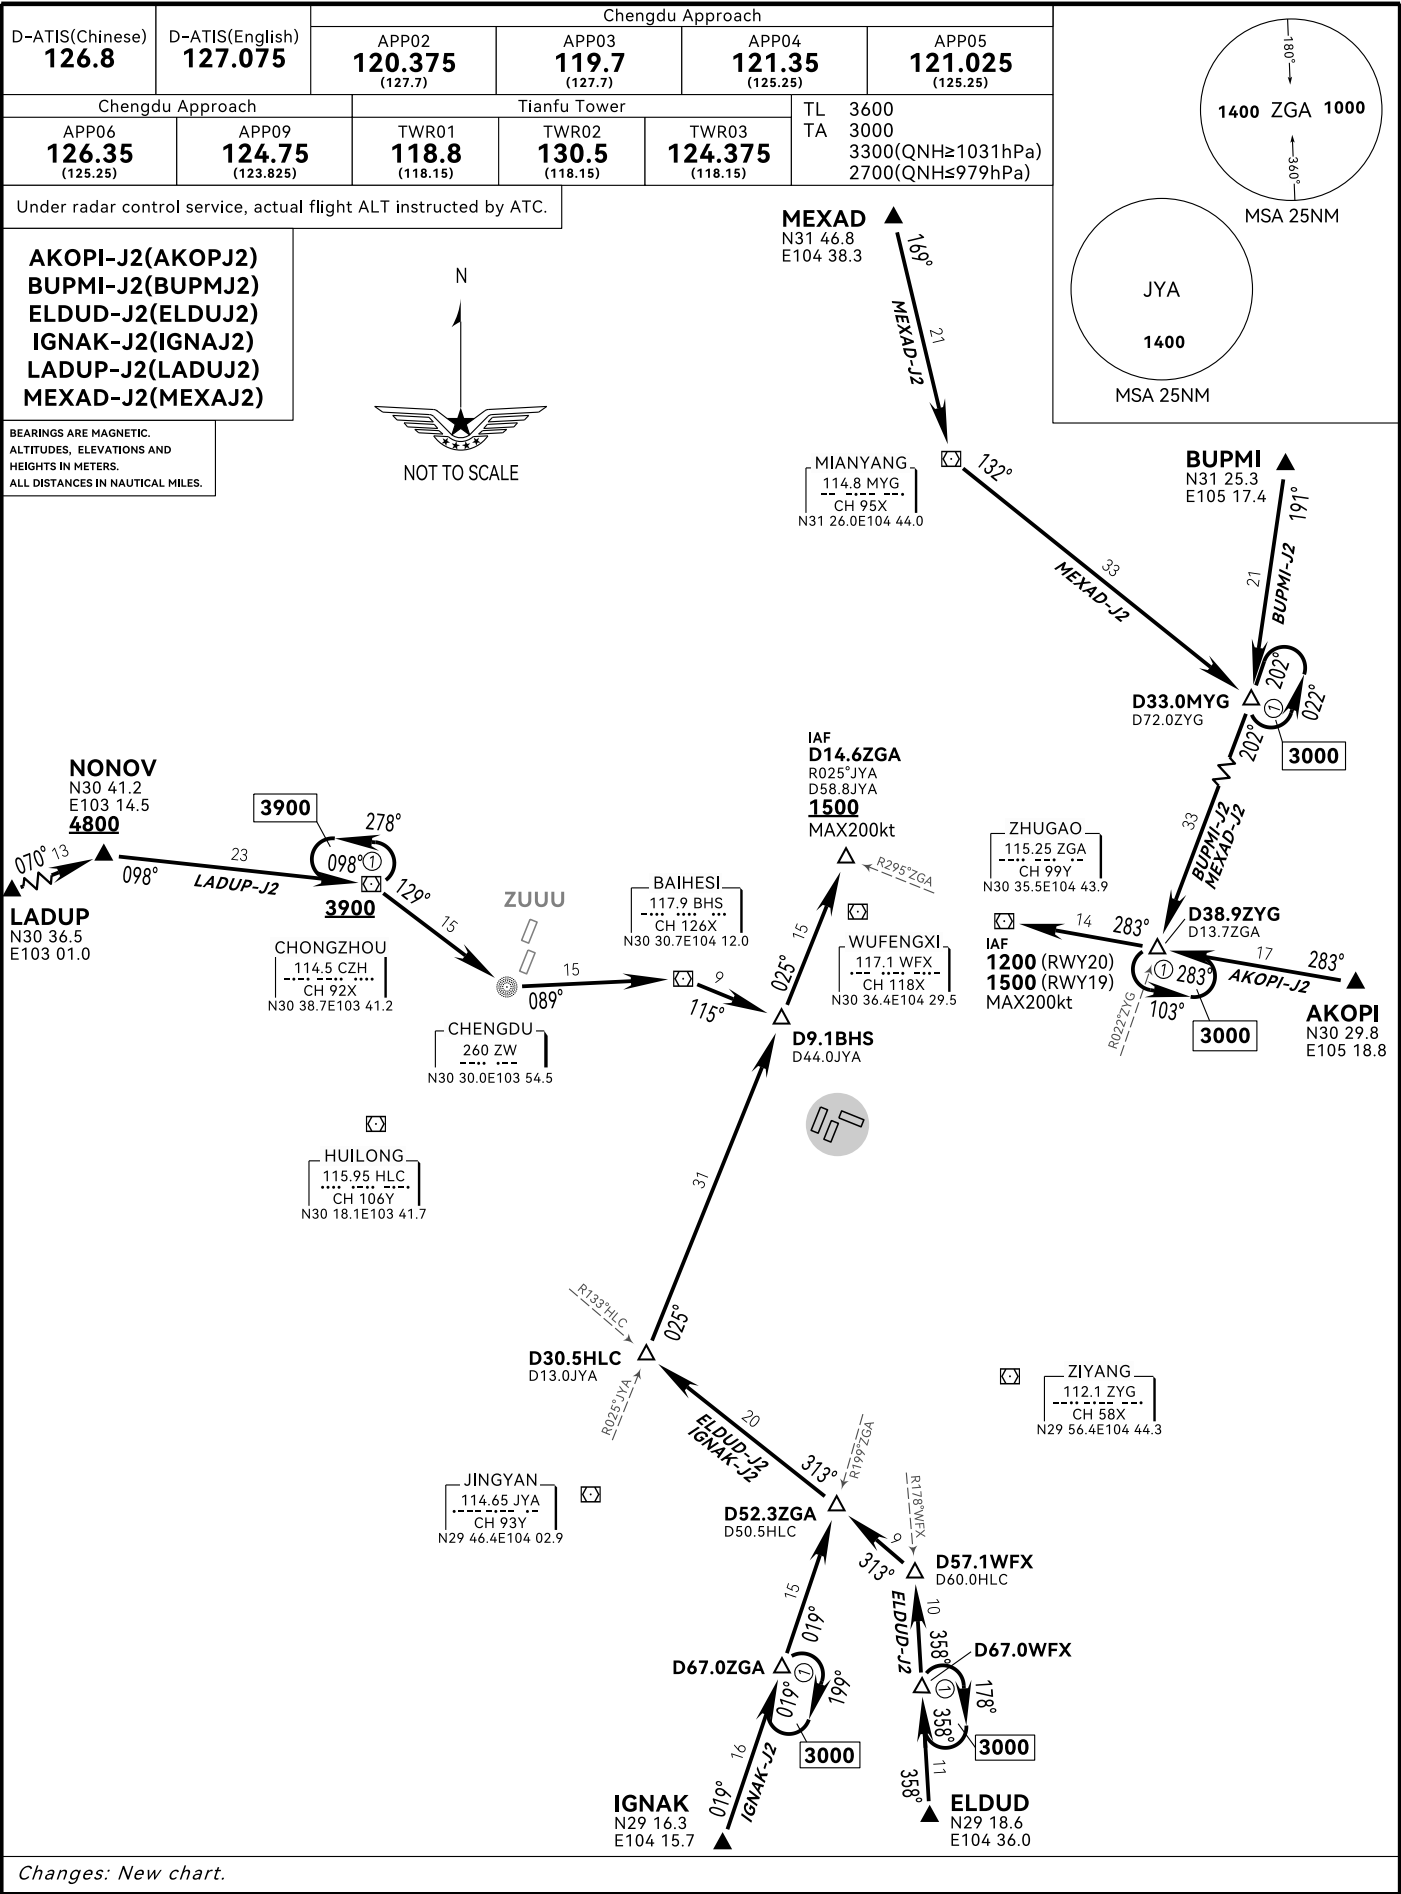 D-ATIS(Chinese)
126.8
D-ATIS(English)
127.075
Chengdu Approach
APP02
120.375
(127.7)
APP03
119.7
(127.7)
APP04
121.35
(125.25)
APP05
121.025
(125.25)
Chengdu Approach
APP06
126.35
(125.25)
APP09
124.75
(123.825)
Tianfu Tower
TWR01
118.8
(118.15)
TWR02
130.5
(118.15)
TWR03
124.375
(118.15)
TL 3600
TA 3000
3300(QNH≥1031hPa)
2700(QNH≤979hPa)
180°
1400 ZGA 1000
360°
MSA 25NM
JYA
1400
MSA 25NM
Under radar control service, actual flight ALT instructed by ATC.
AKOPI-J2(AKOPJ2)
BUPMI-J2(BUPMJ2)
ELDUD-J2(ELDUJ2)
IGNAK-J2(IGNAJ2)
LADUP-J2(LADUJ2)
MEXAD-J2(MEXAJ2)
BEARINGS ARE MAGNETIC.
ALTITUDES, ELEVATIONS AND
HEIGHTS IN METERS.
ALL DISTANCES IN NAUTICAL MILES.
N
NOT TO SCALE
MEXAD
N31 46.8
E104 38.3
169°
21
MEXAD-J2
MIANYANG
114.8 MYG
CH 95X
N31 26.0E104 44.0
132°
33
MEXAD-J2
BUPMI
N31 25.3
E105 17.4
191°
21
BUPMI-J2
D33.0MYG
D72.0ZYG
202°
1
022°
202°
3000
33
BUPMI-J2
MEXAD-J2
NONOV
N30 41.2
E103 14.5
4800
070°
13
LADUP
N30 36.5
E103 01.0
098°
23
LADUP-J2
3900
278°
098°
1
3900
129°
15
CHONGZHOU
114.5 CZH
CH 92X
N30 38.7E103 41.2
ZUUU
CHENGDU
260 ZW
N30 30.0E103 54.5
089°
15
BAIHESI
117.9 BHS
CH 126X
N30 30.7E104 12.0
9
115°
IAF
D14.6ZGA
R025°JYA
D58.8JYA
1500
MAX200kt
R295°ZGA
15
025°
WUFENGXI
117.1 WFX
CH 118X
N30 36.4E104 29.5
D9.1BHS
D44.0JYA
ZHUGAO
115.25 ZGA
CH 99Y
N30 35.5E104 43.9
14
283°
IAF
1200 (RWY20)
1500 (RWY19)
MAX200kt
D38.9ZYG
D13.7ZGA
17
283°
AKOPI-J2
1
283°
103°
3000
R022°ZYG
AKOPI
N30 29.8
E105 18.8
HUILONG
115.95 HLC
CH 106Y
N30 18.1E103 41.7
31
025°
R133°HLC
D30.5HLC
D13.0JYA
R025°JYA
20
ELDUD-J2
IGNAK-J2
313°
R199°ZGA
ZIYANG
112.1 ZYG
CH 58X
N29 56.4E104 44.3
JINGYAN
114.65 JYA
CH 93Y
N29 46.4E104 02.9
D52.3ZGA
D50.5HLC
R178°WFX
9
313°
D57.1WFX
D60.0HLC
15
019°
10
ELDUD-J2
358°
D67.0WFX
D67.0ZGA
1
019°
199°
3000
1
178°
358°
3000
16
IGNAK-J2
019°
11
358°
IGNAK
N29 16.3
E104 15.7
ELDUD
N29 18.6
E104 36.0
Changes: New chart.